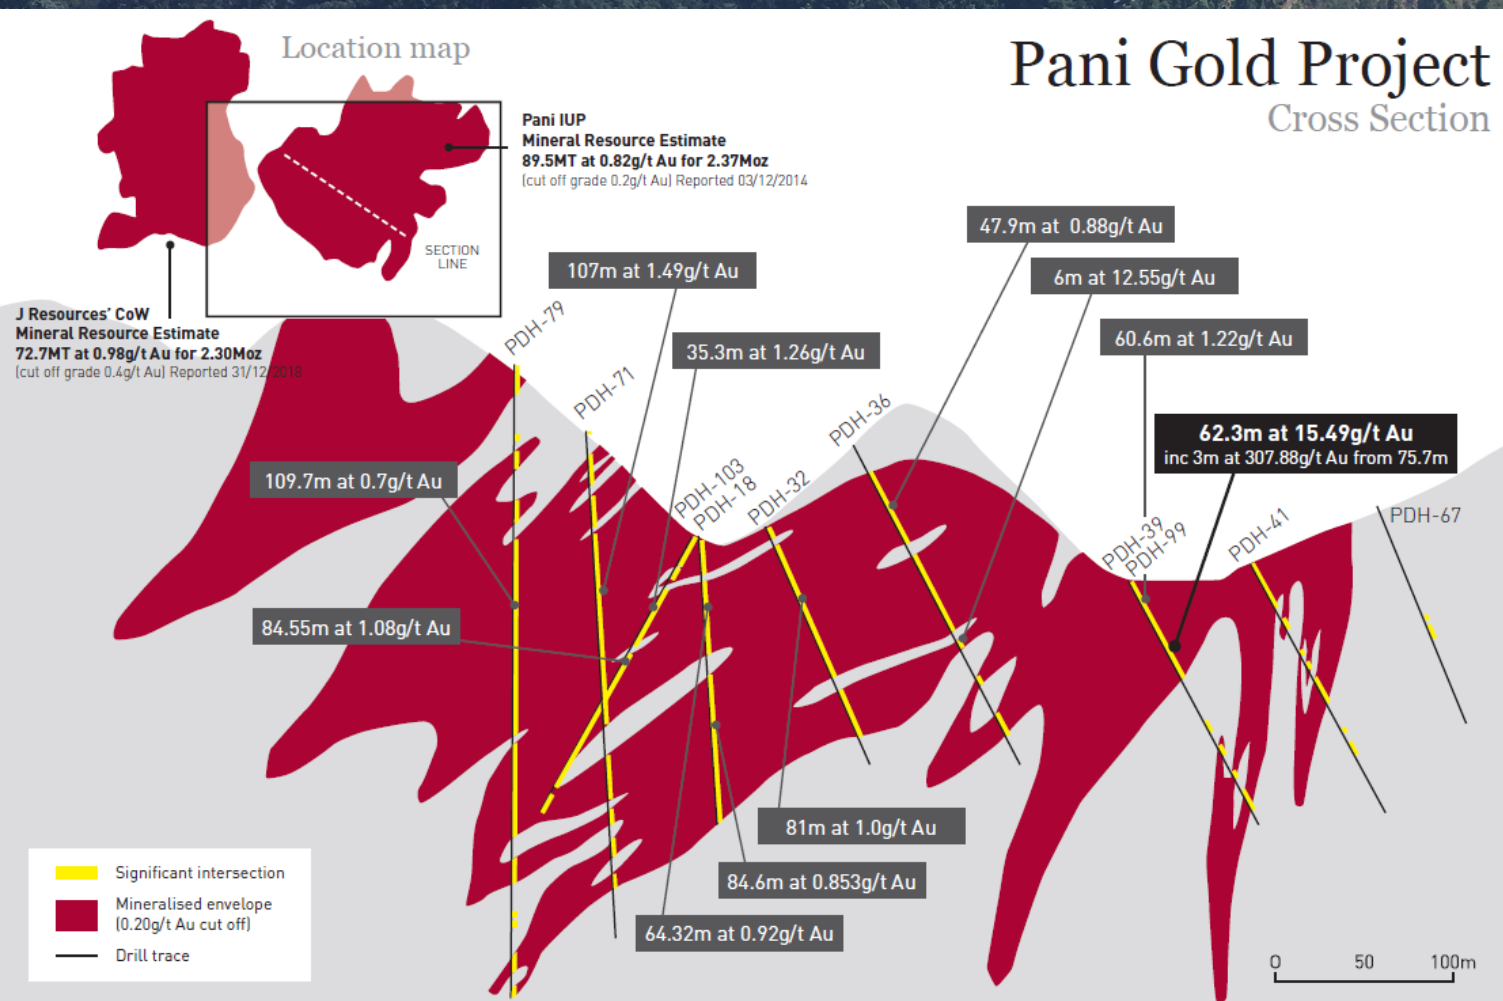 Location map
Pani Gold Project
Cross Section
Pani IUP
Mineral Resource Estimate
89.5MT at 0.82g/t Au for 2.37Moz
(cut off grade 0.2g/t Au) Reported 03/12/2014
SECTION
LINE
J Resources' CoW
Mineral Resource Estimate
72.7MT at 0.98g/t Au for 2.30Moz
(cut off grade 0.4g/t Au) Reported 31/12/2018
47.9m at 0.88g/t Au
107m at 1.49g/t Au
6m at 12.55g/t Au
PDH-79
35.3m at 1.26g/t Au
60.6m at 1.22g/t Au
PDH-71
PDH-36
62.3m at 15.49g/t Au
inc 3m at 307.88g/t Au from 75.7m
109.7m at 0.7g/t Au
PDH-103
PDH-18
PDH-32
PDH-39
PDH-99
PDH-41
PDH-67
84.55m at 1.08g/t Au
81m at 1.0g/t Au
84.6m at 0.853g/t Au
64.32m at 0.92g/t Au
Significant intersection
Mineralised envelope
(0.20g/t Au cut off)
Drill trace
0 50 100m